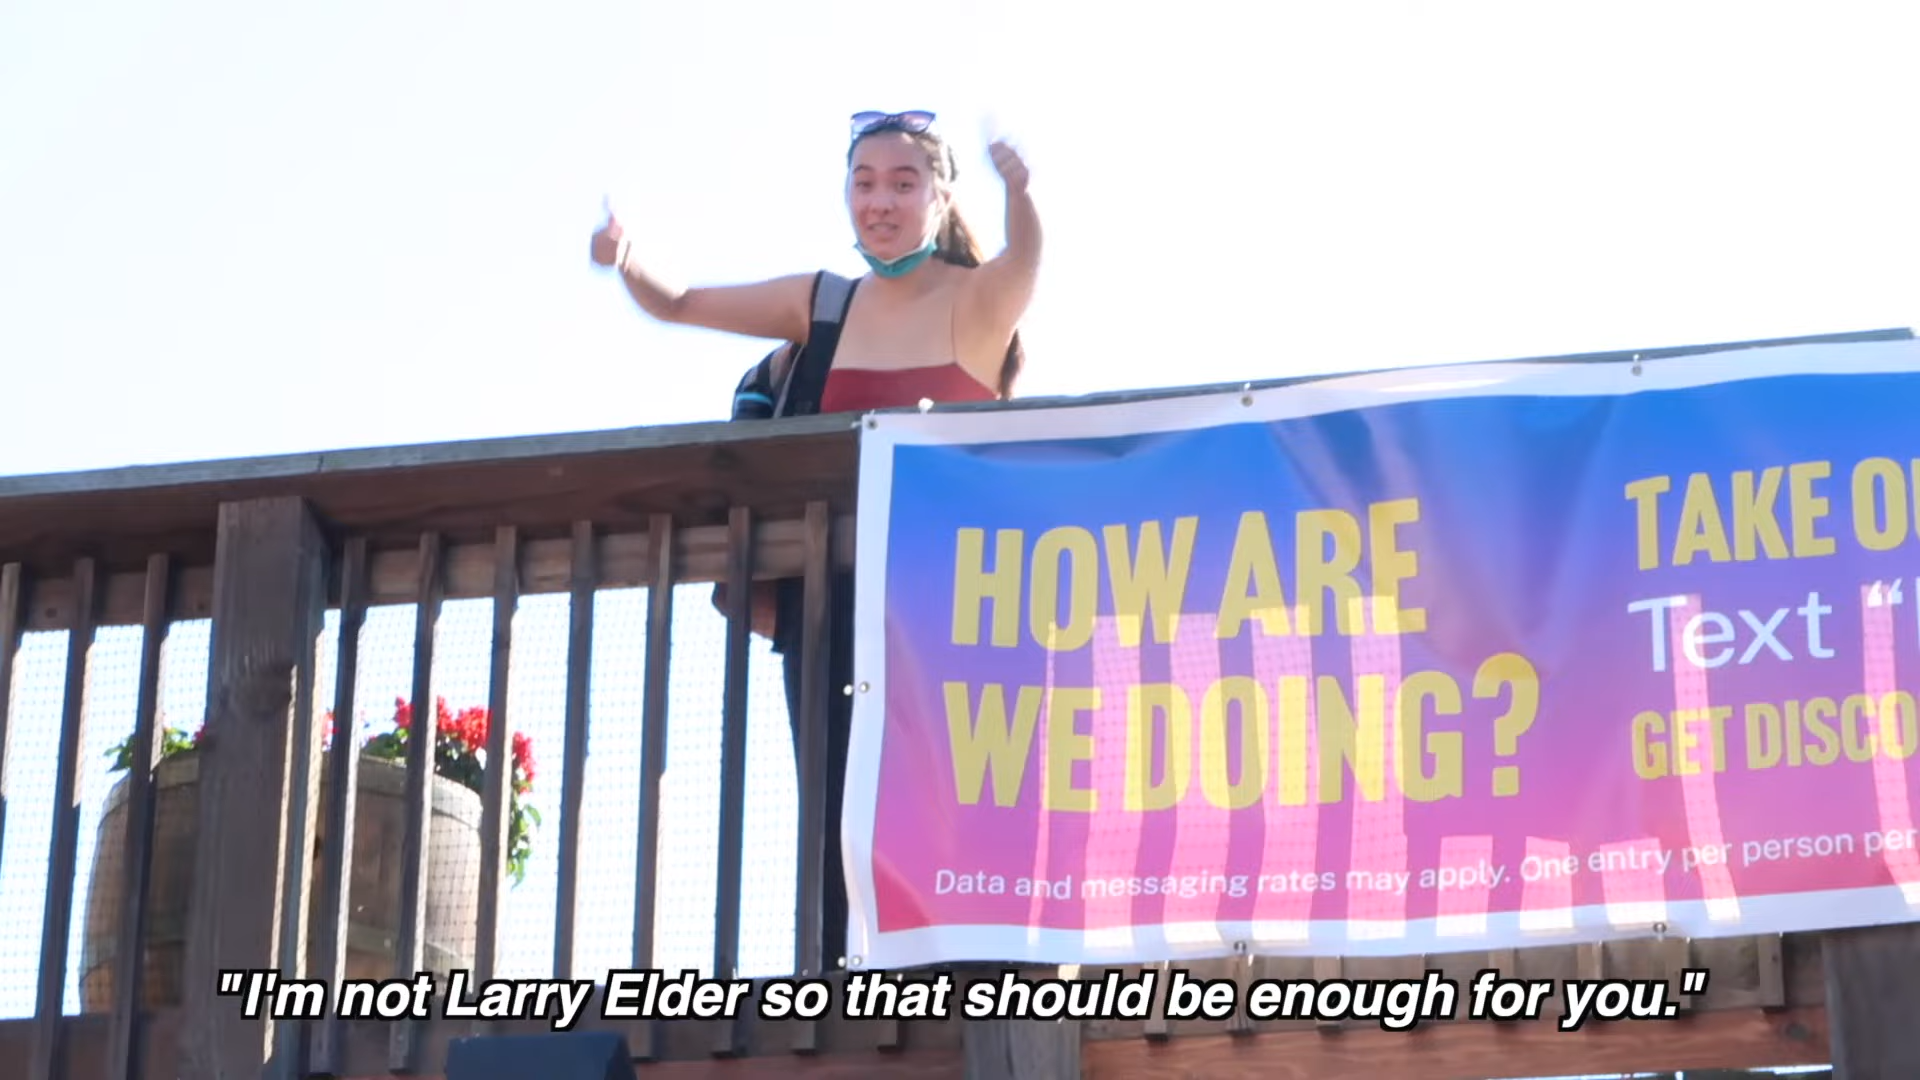 HOW ARE
WE DOING?
TAKE
Text "
GET
Data and messaging rates may apply. One entry per person per
"I'm not Larry Elder so that should be enough for you."